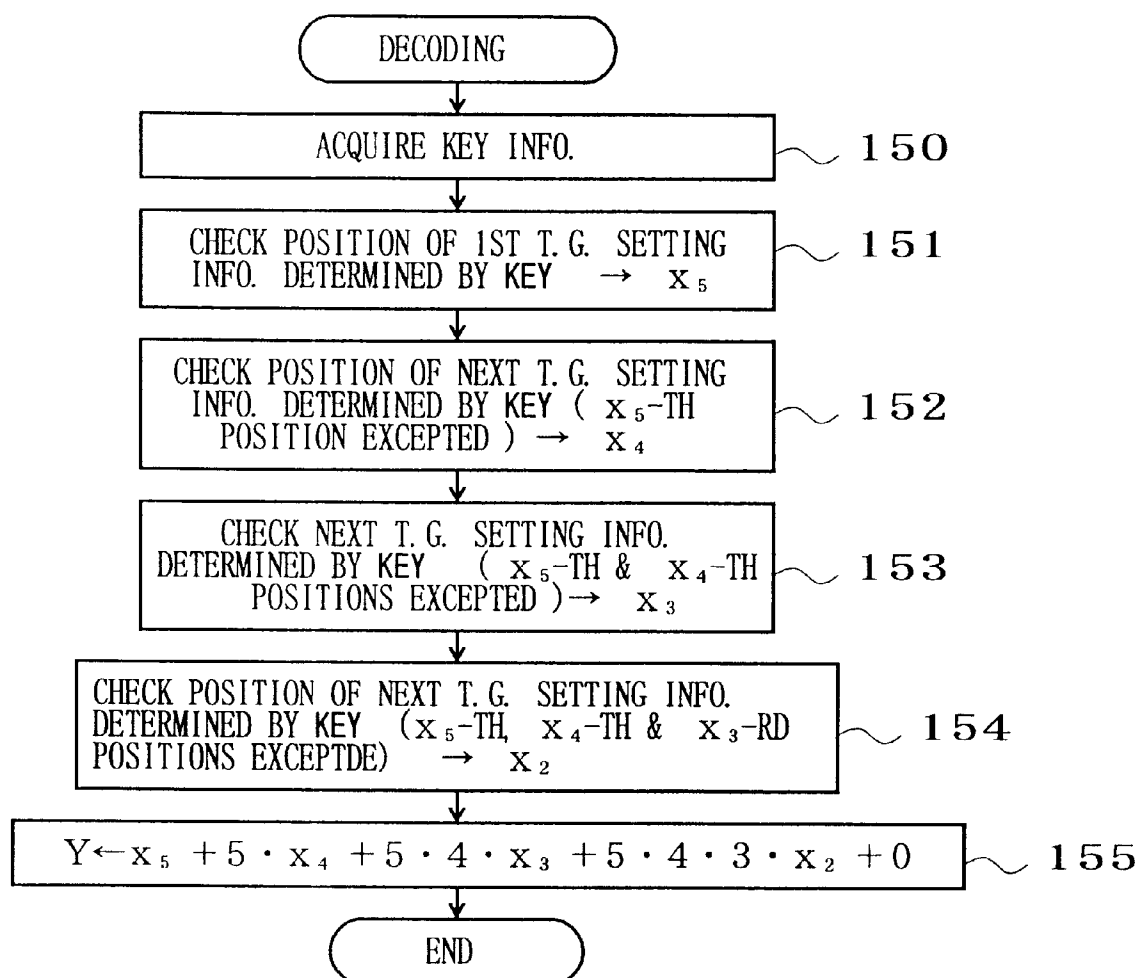 DECODING
ACQUIRE KEY INFO.
150
CHECK POSITION OF 1ST T.G. SETTING
INFO. DETERMINED BY KEY → x₅
151
CHECK POSITION OF NEXT T.G. SETTING
INFO. DETERMINED BY KEY ( x₅-TH
POSITION EXCEPTED ) → x₄
152
CHECK NEXT T.G. SETTING INFO.
DETERMINED BY KEY ( x₅-TH & x₄-TH
POSITIONS EXCEPTED ) → x₃
153
CHECK POSITION OF NEXT T.G. SETTING INFO.
DETERMINED BY KEY (x₅-TH, x₄-TH & x₃-RD
POSITIONS EXCEPTDE) → x₂
154
Y←x₅ +5・x₄ +5・4・x₃ +5・4・3・x₂ +0
155
END